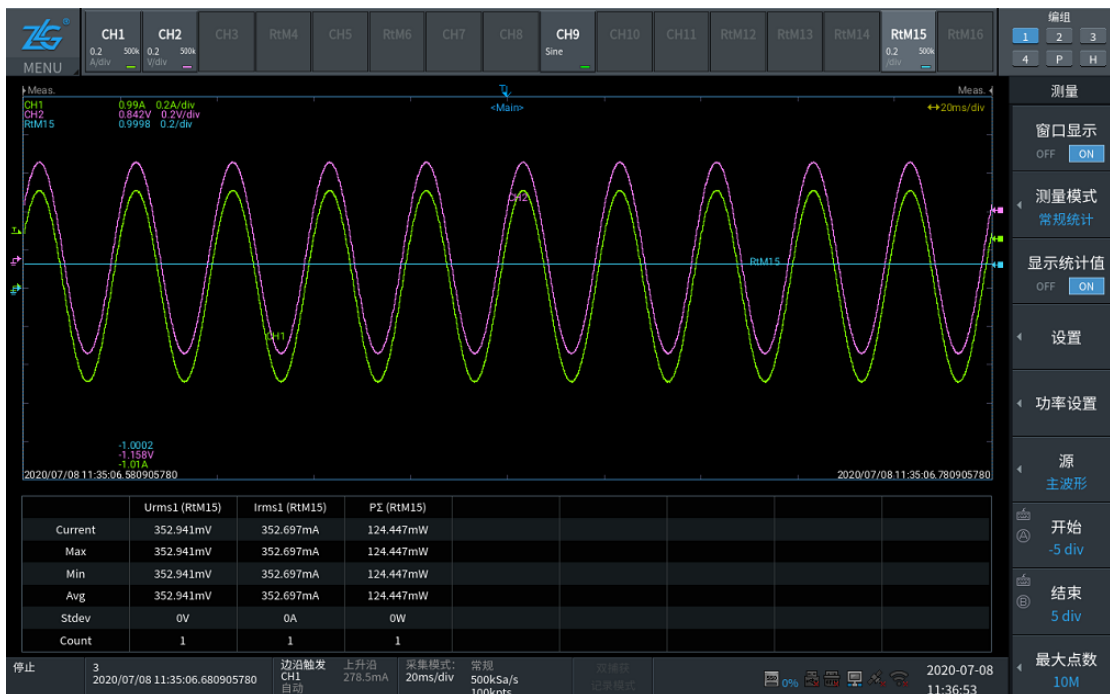 ZLG®
MENU
CH1
0.2 500k
A/div
CH2
0.2 500k
V/div
CH3
RtM4
CH5
RtM6
CH7
CH8
CH9
Sine
CH10
CH11
RtM12
RtM13
RtM14
RtM15
0.2 500k
/div
RtM16
编组
1 2 3
4 P H
Meas.
<Main>
Meas.
CH1 0.99A 0.2A/div
CH2 0.842V 0.2V/div
RtM15 0.9998 0.2/div
20ms/div
CH2
RtM15
CH1
-1.0002
-1.158V
-1.01A
2020/07/08 11:35:06.580905780
2020/07/08 11:35:06.780905780
Urms1 (RtM15) Irms1 (RtM15) PΣ (RtM15)
Current 352.941mV 352.697mA 124.447mW
Max 352.941mV 352.697mA 124.447mW
Min 352.941mV 352.697mA 124.447mW
Avg 352.941mV 352.697mA 124.447mW
Stdev 0V 0A 0W
Count 1 1 1
测量
窗口显示
OFF ON
测量模式
常规统计
显示统计值
OFF ON
设置
功率设置
源
主波形
A
开始
-5 div
B
结束
5 div
最大点数
10M
停止
3
2020/07/08 11:35:06.680905780
边沿触发
CH1
自动
上升沿
278.5mA
采集模式:
20ms/div
常规
500kSa/s
100kpts
双捕获
记录模式
0%
2020-07-08
11:36:53